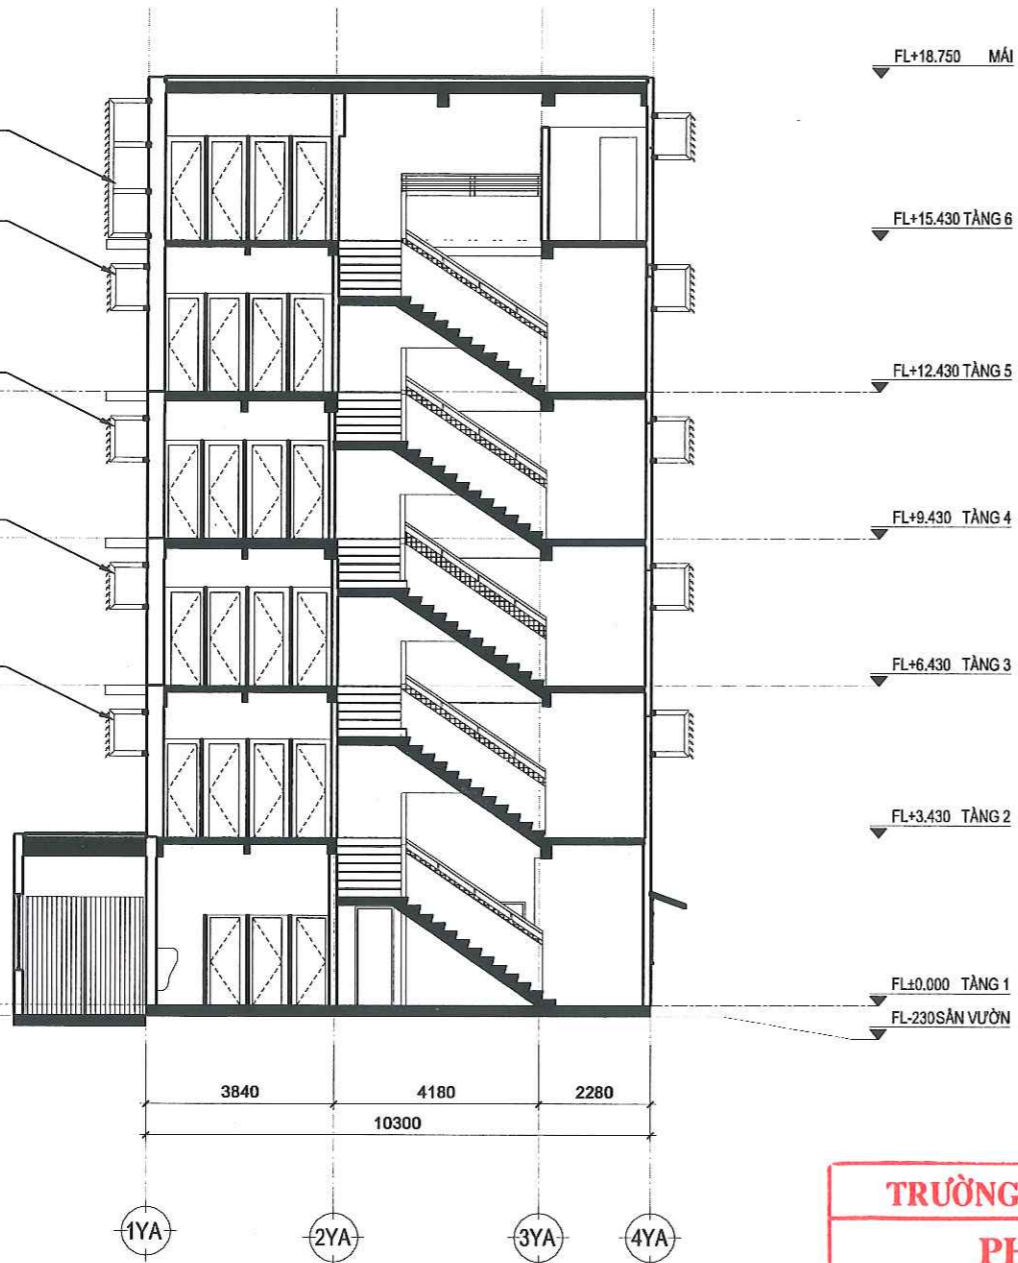 FL+18.750 MÁI
FL+15.430 TẦNG 6
FL+12.430 TẦNG 5
FL+9.430 TẦNG 4
FL+6.430 TẦNG 3
FL+3.430 TẦNG 2
FL±0.000 TẦNG 1
FL-230SÂN VƯỜN
3840 4180 2280
10300
1YA 2YA 3YA 4YA
TRƯỜNG
PH